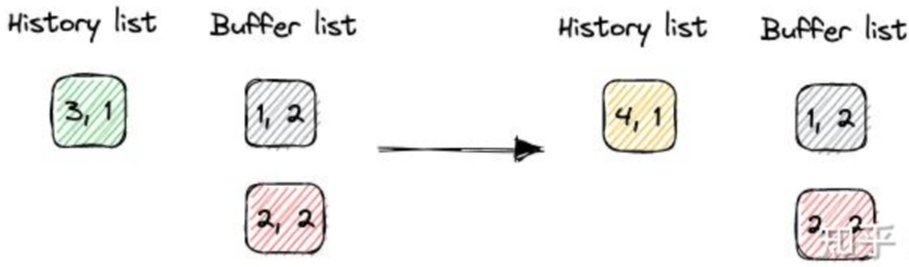 History list Buffer list History list Buffer list
3, 1 1, 2 4, 1 1, 2
2, 2 2, 2
知乎